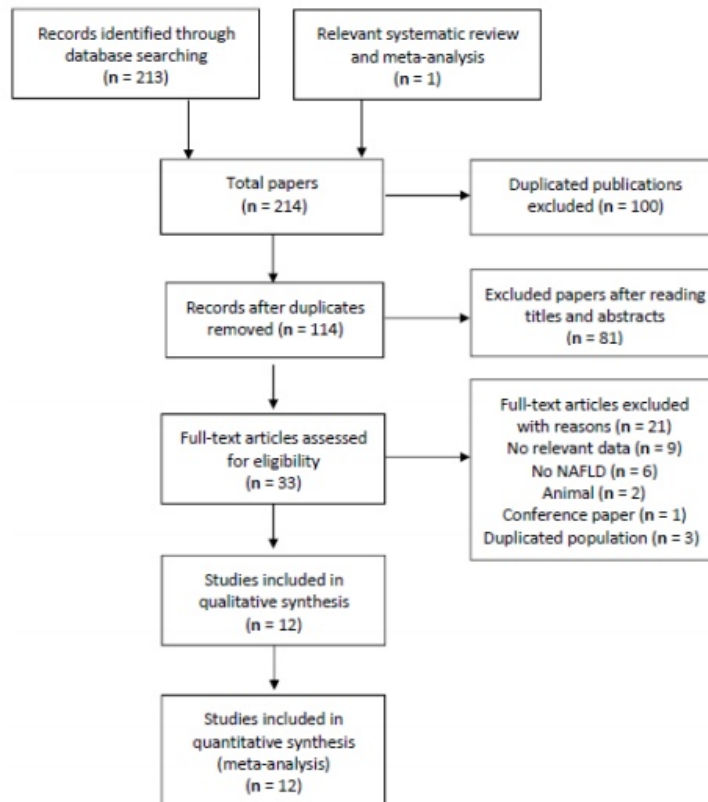 Records identified through
database searching
(n = 213)
Relevant systematic review
and meta-analysis
(n = 1)
Total papers
(n = 214)
Duplicated publications
excluded (n = 100)
Records after duplicates
removed (n = 114)
Excluded papers after reading
titles and abstracts
(n = 81)
Full-text articles assessed
for eligibility
(n = 33)
Full-text articles excluded
with reasons (n = 21)
No relevant data (n = 9)
No NAFLD (n = 6)
Animal (n = 2)
Conference paper (n = 1)
Duplicated population (n = 3)
Studies included in
qualitative synthesis
(n = 12)
Studies included in
quantitative synthesis
(meta-analysis)
(n = 12)